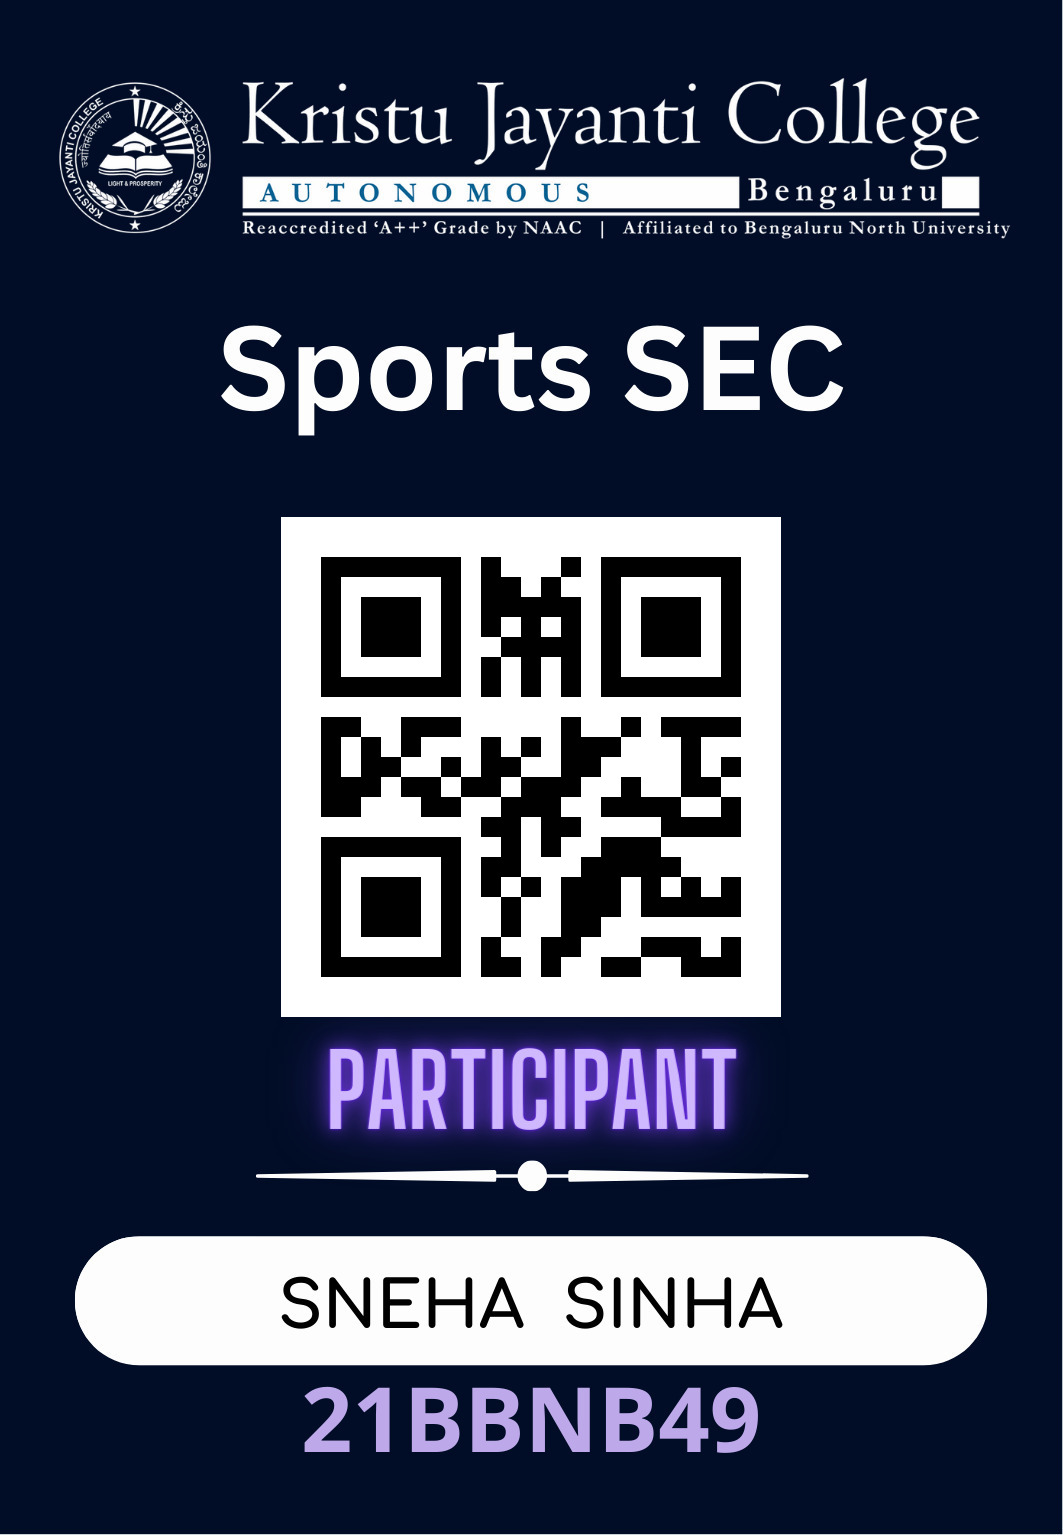 KRISTU JAYANTI COLLEGE
LIGHT & PROSPERITY
Kristu Jayanti College
AUTONOMOUS Bengaluru
Reaccredited ‘A++’ Grade by NAAC | Affiliated to Bengaluru North University
Sports SEC
PARTICIPANT
SNEHA SINHA
21BBNB49